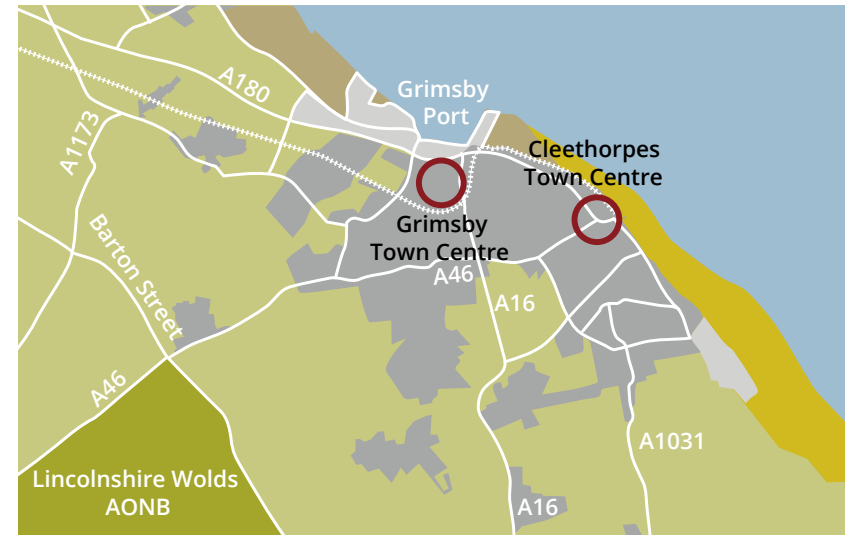 Grimsby
Port
A180
Cleethorpes
Town Centre
A1173
Grimsby
Town Centre
Barton Street
A46
A16
A46
A1031
Lincolnshire Wolds
AONB
A16